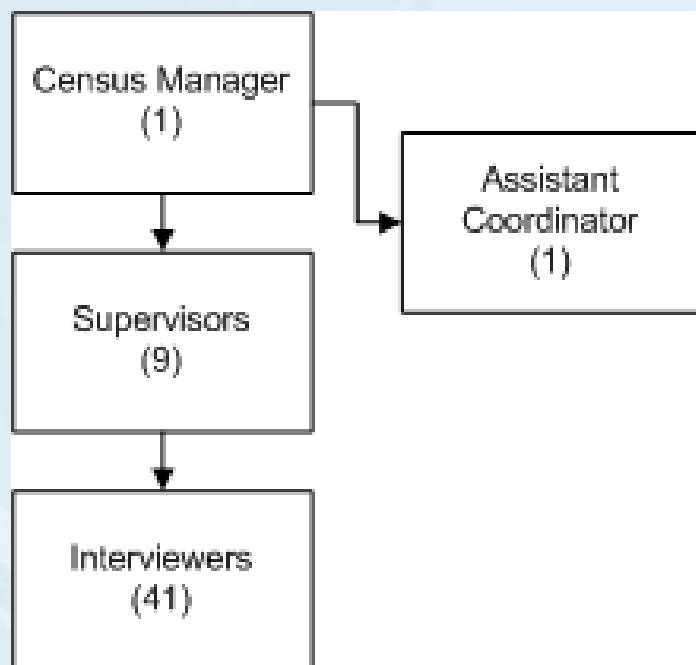 Census Manager
(1)
Assistant
Coordinator
(1)
Supervisors
(9)
Interviewers
(41)